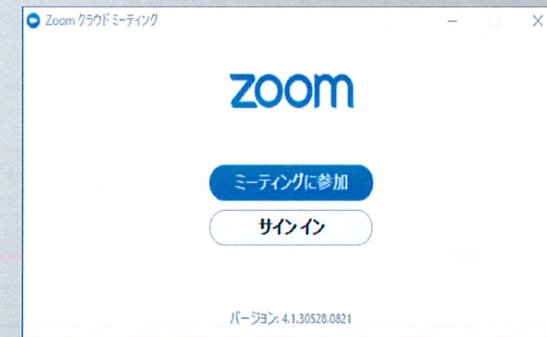 Zoom クラウドミーティング
zoom
ミーティングに参加
サインイン
バージョン: 4.1.30528.0821